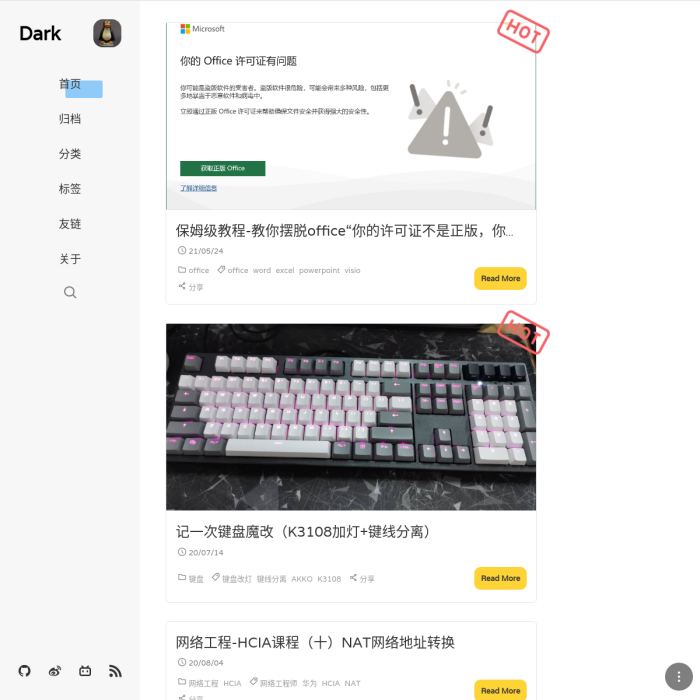 Dark
首页
归档
分类
标签
友链
关于
HOT
Microsoft
你的 Office 许可证有问题
你可能是盗版软件的受害者。盗版软件很危险，可能会带来多种风险，包括更
多地暴露于恶意软件和病毒中。
立即通过正版 Office 许可证来帮助确保文件安全并获得强大的安全性。
获取正版 Office
了解详细信息
保姆级教程-教你摆脱office“你的许可证不是正版，你...
21/05/24
office office word excel powerpoint visio
分享
Read More
HOT
记一次键盘魔改（K3108加灯+键线分离）
20/07/14
键盘 键盘改灯 键线分离 AKKO K3108 分享
Read More
网络工程-HCIA课程（十）NAT网络地址转换
20/08/04
网络工程 HCIA 网络工程师 华为 HCIA NAT
分享
Read More